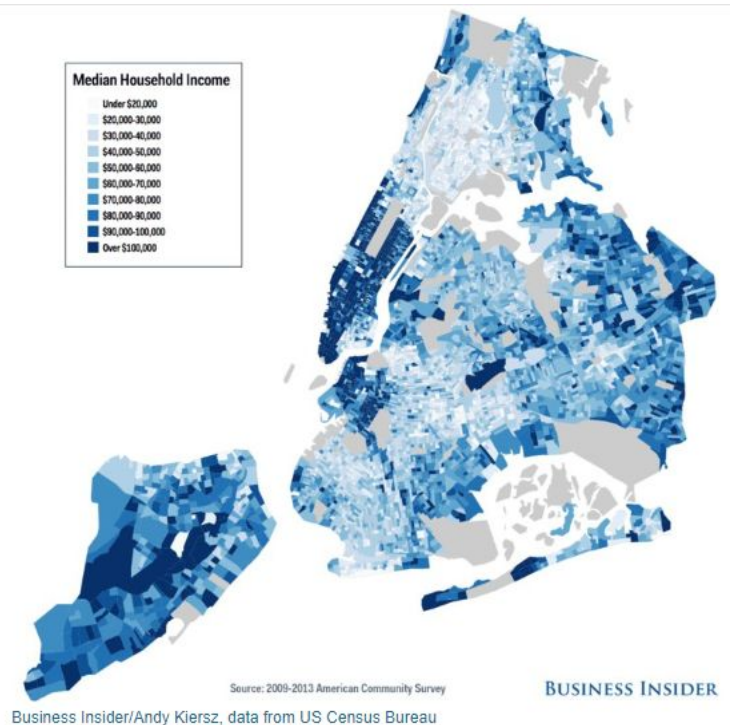 Median Household Income
Under $20,000
$20,000-30,000
$30,000-40,000
$40,000-50,000
$50,000-60,000
$60,000-70,000
$70,000-80,000
$80,000-90,000
$90,000-100,000
Over $100,000
Source: 2009-2013 American Community Survey
BUSINESS INSIDER
Business Insider/Andy Kiersz, data from US Census Bureau